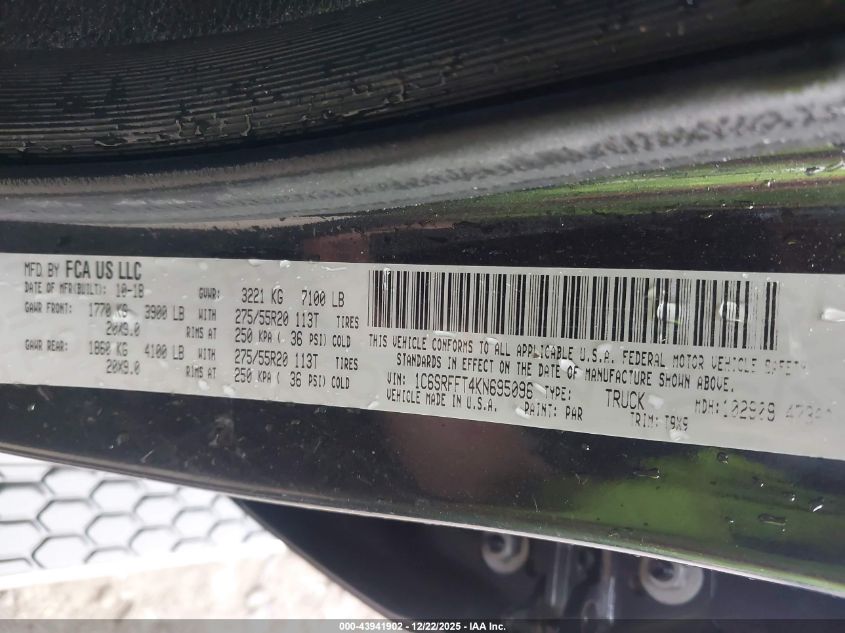 MFD BY FCA US LLC
DATE OF MFR(BUILT): 10-18 GVWR: 3221 KG 7100 LB
GAWR FRONT: 1770 KG 3900 LB WITH 275/55R20 113T TIRES
20X9.0 RIMS AT 250 KPA ( 36 PSI) COLD
GAWR REAR: 1860 KG 4100 LB WITH 275/55R20 113T TIRES
20X9.0 RIMS AT 250 KPA ( 36 PSI) COLD
THIS VEHICLE CONFORMS TO ALL APPLICABLE U.S.A. FEDERAL MOTOR VEHICLE SAFETY
STANDARDS IN EFFECT ON THE DATE OF MANUFACTURE SHOWN ABOVE.
VIN: 1C6SRFFT4KN695096 TYPE: TRUCK MDH:102809
VEHICLE MADE IN U.S.A. PAINT: PAR TRIM: T9X9
000-43941902 - 12/22/2025 - IAA Inc.